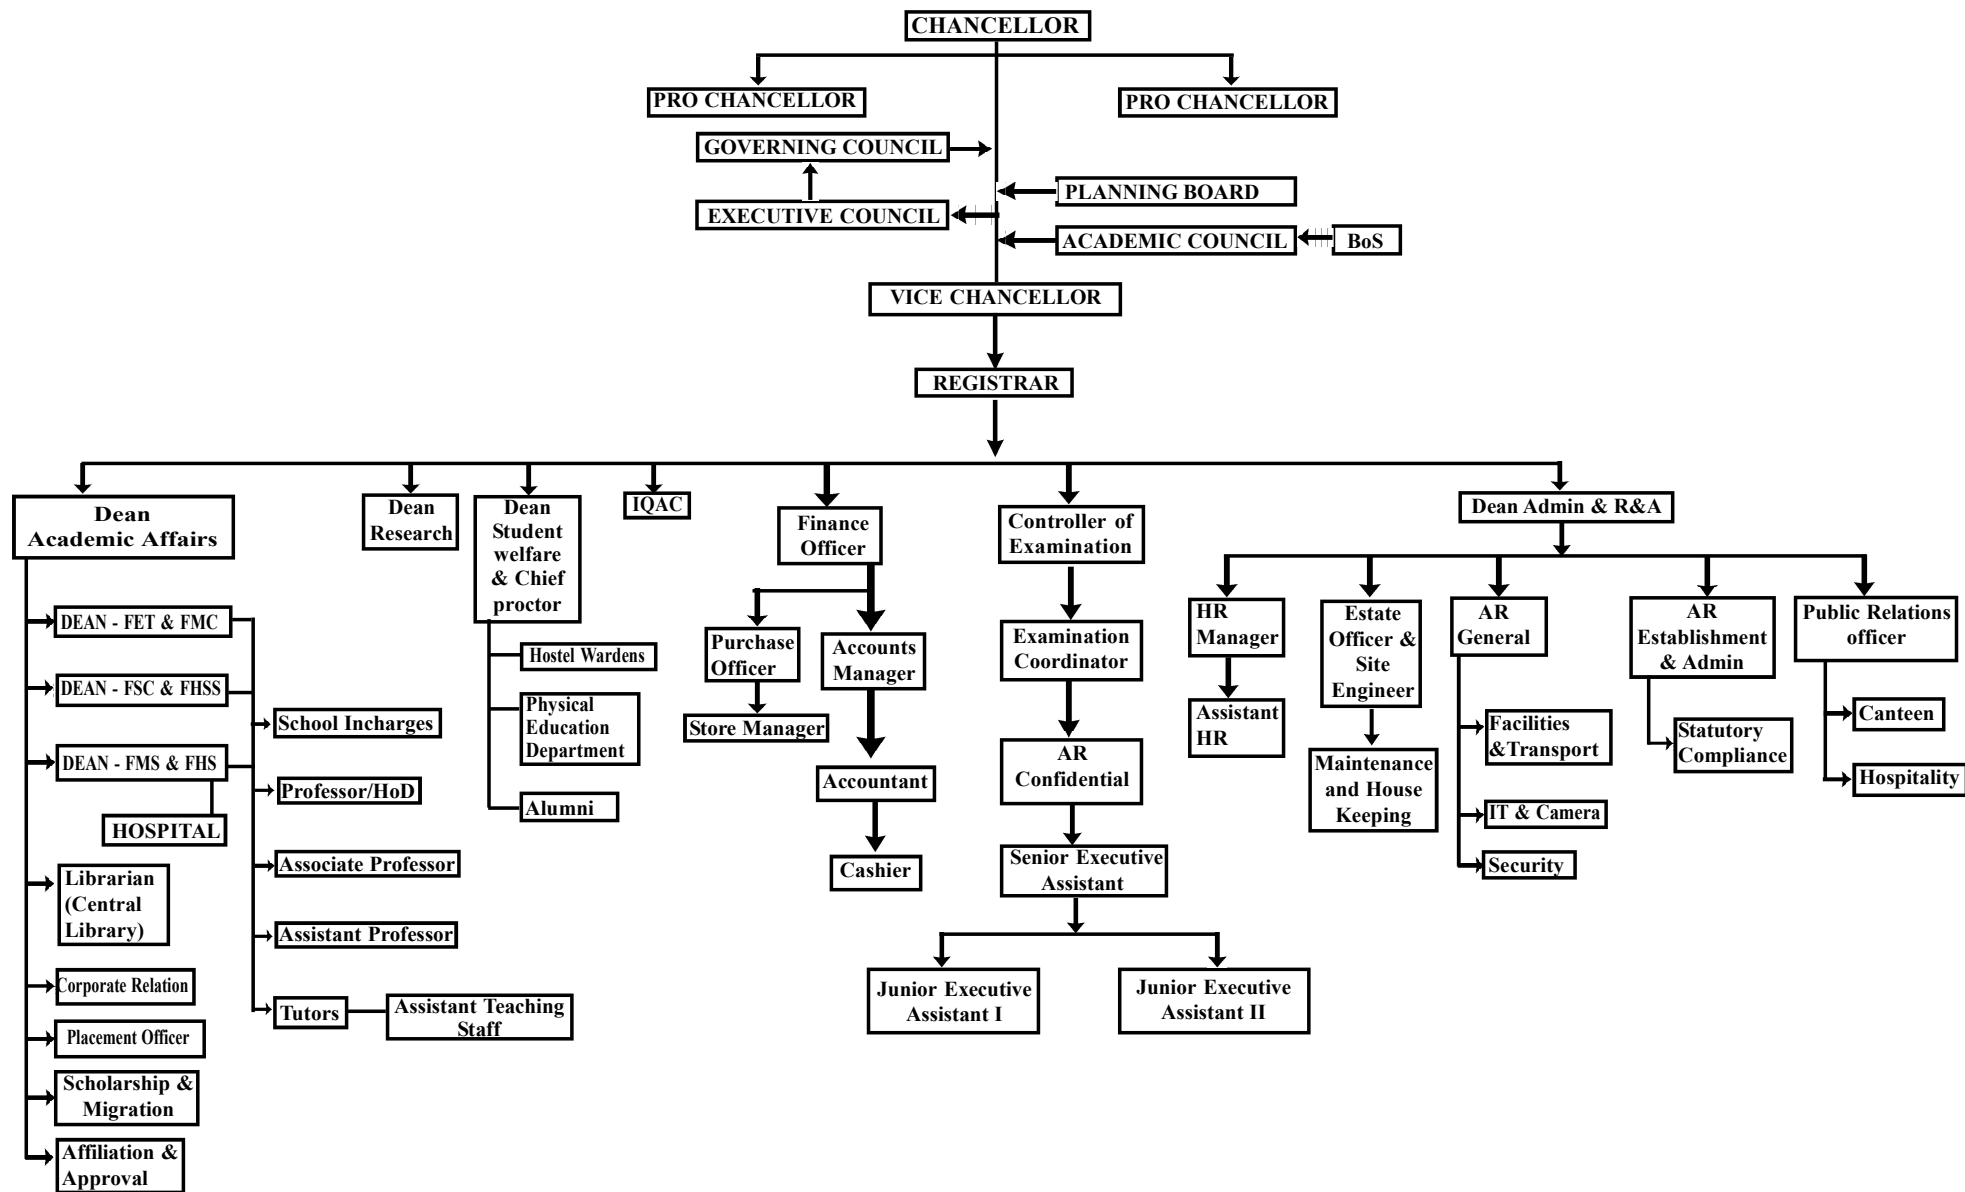 CHANCELLOR
PRO CHANCELLOR
PRO CHANCELLOR
GOVERNING COUNCIL
PLANNING BOARD
EXECUTIVE COUNCIL
ACADEMIC COUNCIL
BoS
VICE CHANCELLOR
REGISTRAR
Dean
Academic Affairs
Dean
Research
Dean
Student
welfare
& Chief
proctor
IQAC
Finance
Officer
Controller of
Examination
Dean Admin & R&A
DEAN - FET & FMC
DEAN - FSC & FHSS
DEAN - FMS & FHS
HOSPITAL
Librarian
(Central
Library)
Corporate Relation
Placement Officer
Scholarship &
Migration
Affiliation &
Approval
School Incharges
Professor/HoD
Associate Professor
Assistant Professor
Tutors
Assistant Teaching
Staff
Hostel Wardens
Physical
Education
Department
Alumni
Purchase
Officer
Store Manager
Accounts
Manager
Accountant
Cashier
Examination
Coordinator
AR
Confidential
Senior Executive
Assistant
Junior Executive
Assistant I
Junior Executive
Assistant II
HR
Manager
Assistant
HR
Estate
Officer &
Site
Engineer
Maintenance
and House
Keeping
AR
General
Facilities
&Transport
IT & Camera
Security
AR
Establishment
& Admin
Statutory
Compliance
Public Relations
officer
Canteen
Hospitality